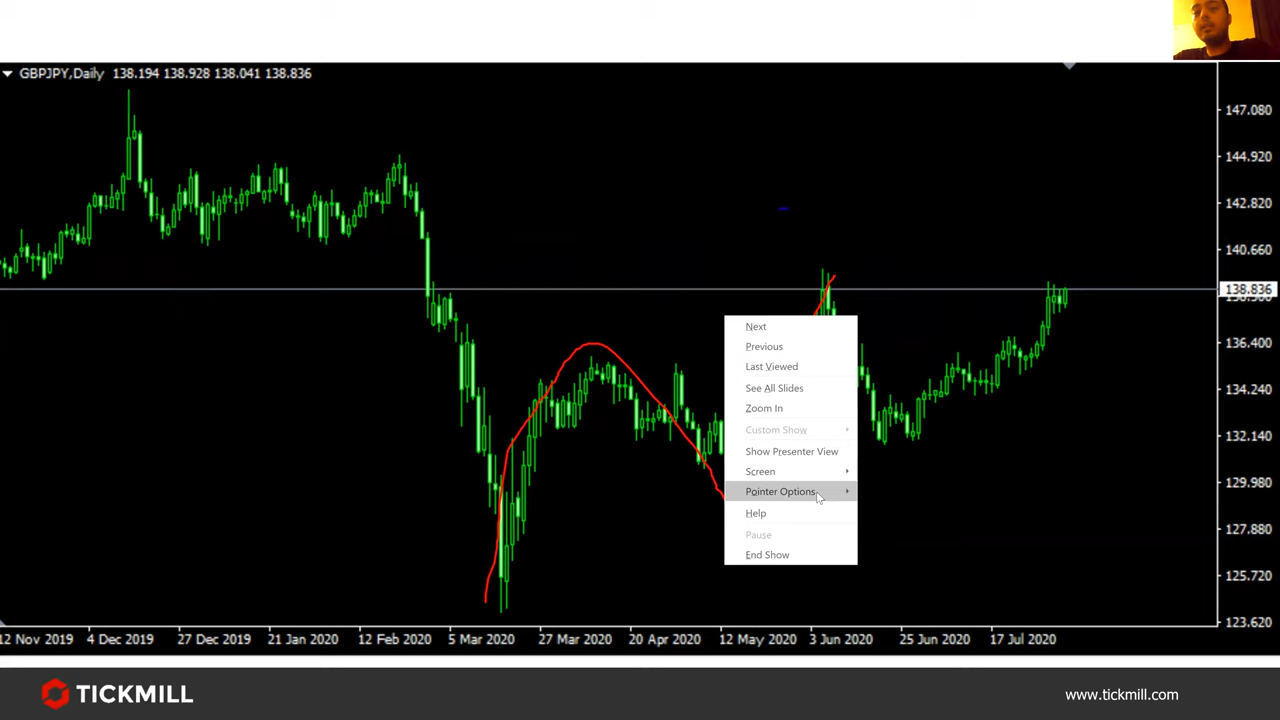 GBPJPY,Daily 138.194 138.928 138.041 138.836
147.080
144.920
142.820
140.660
138.836
136.400
134.240
132.140
129.980
127.880
125.720
123.620
Next
Previous
Last Viewed
See All Slides
Zoom In
Custom Show
Show Presenter View
Screen
Pointer Options
Help
Pause
End Show
12 Nov 2019 4 Dec 2019 27 Dec 2019 21 Jan 2020 12 Feb 2020 5 Mar 2020 27 Mar 2020 20 Apr 2020 12 May 2020 3 Jun 2020 25 Jun 2020 17 Jul 2020
TICKMILL www.tickmill.com